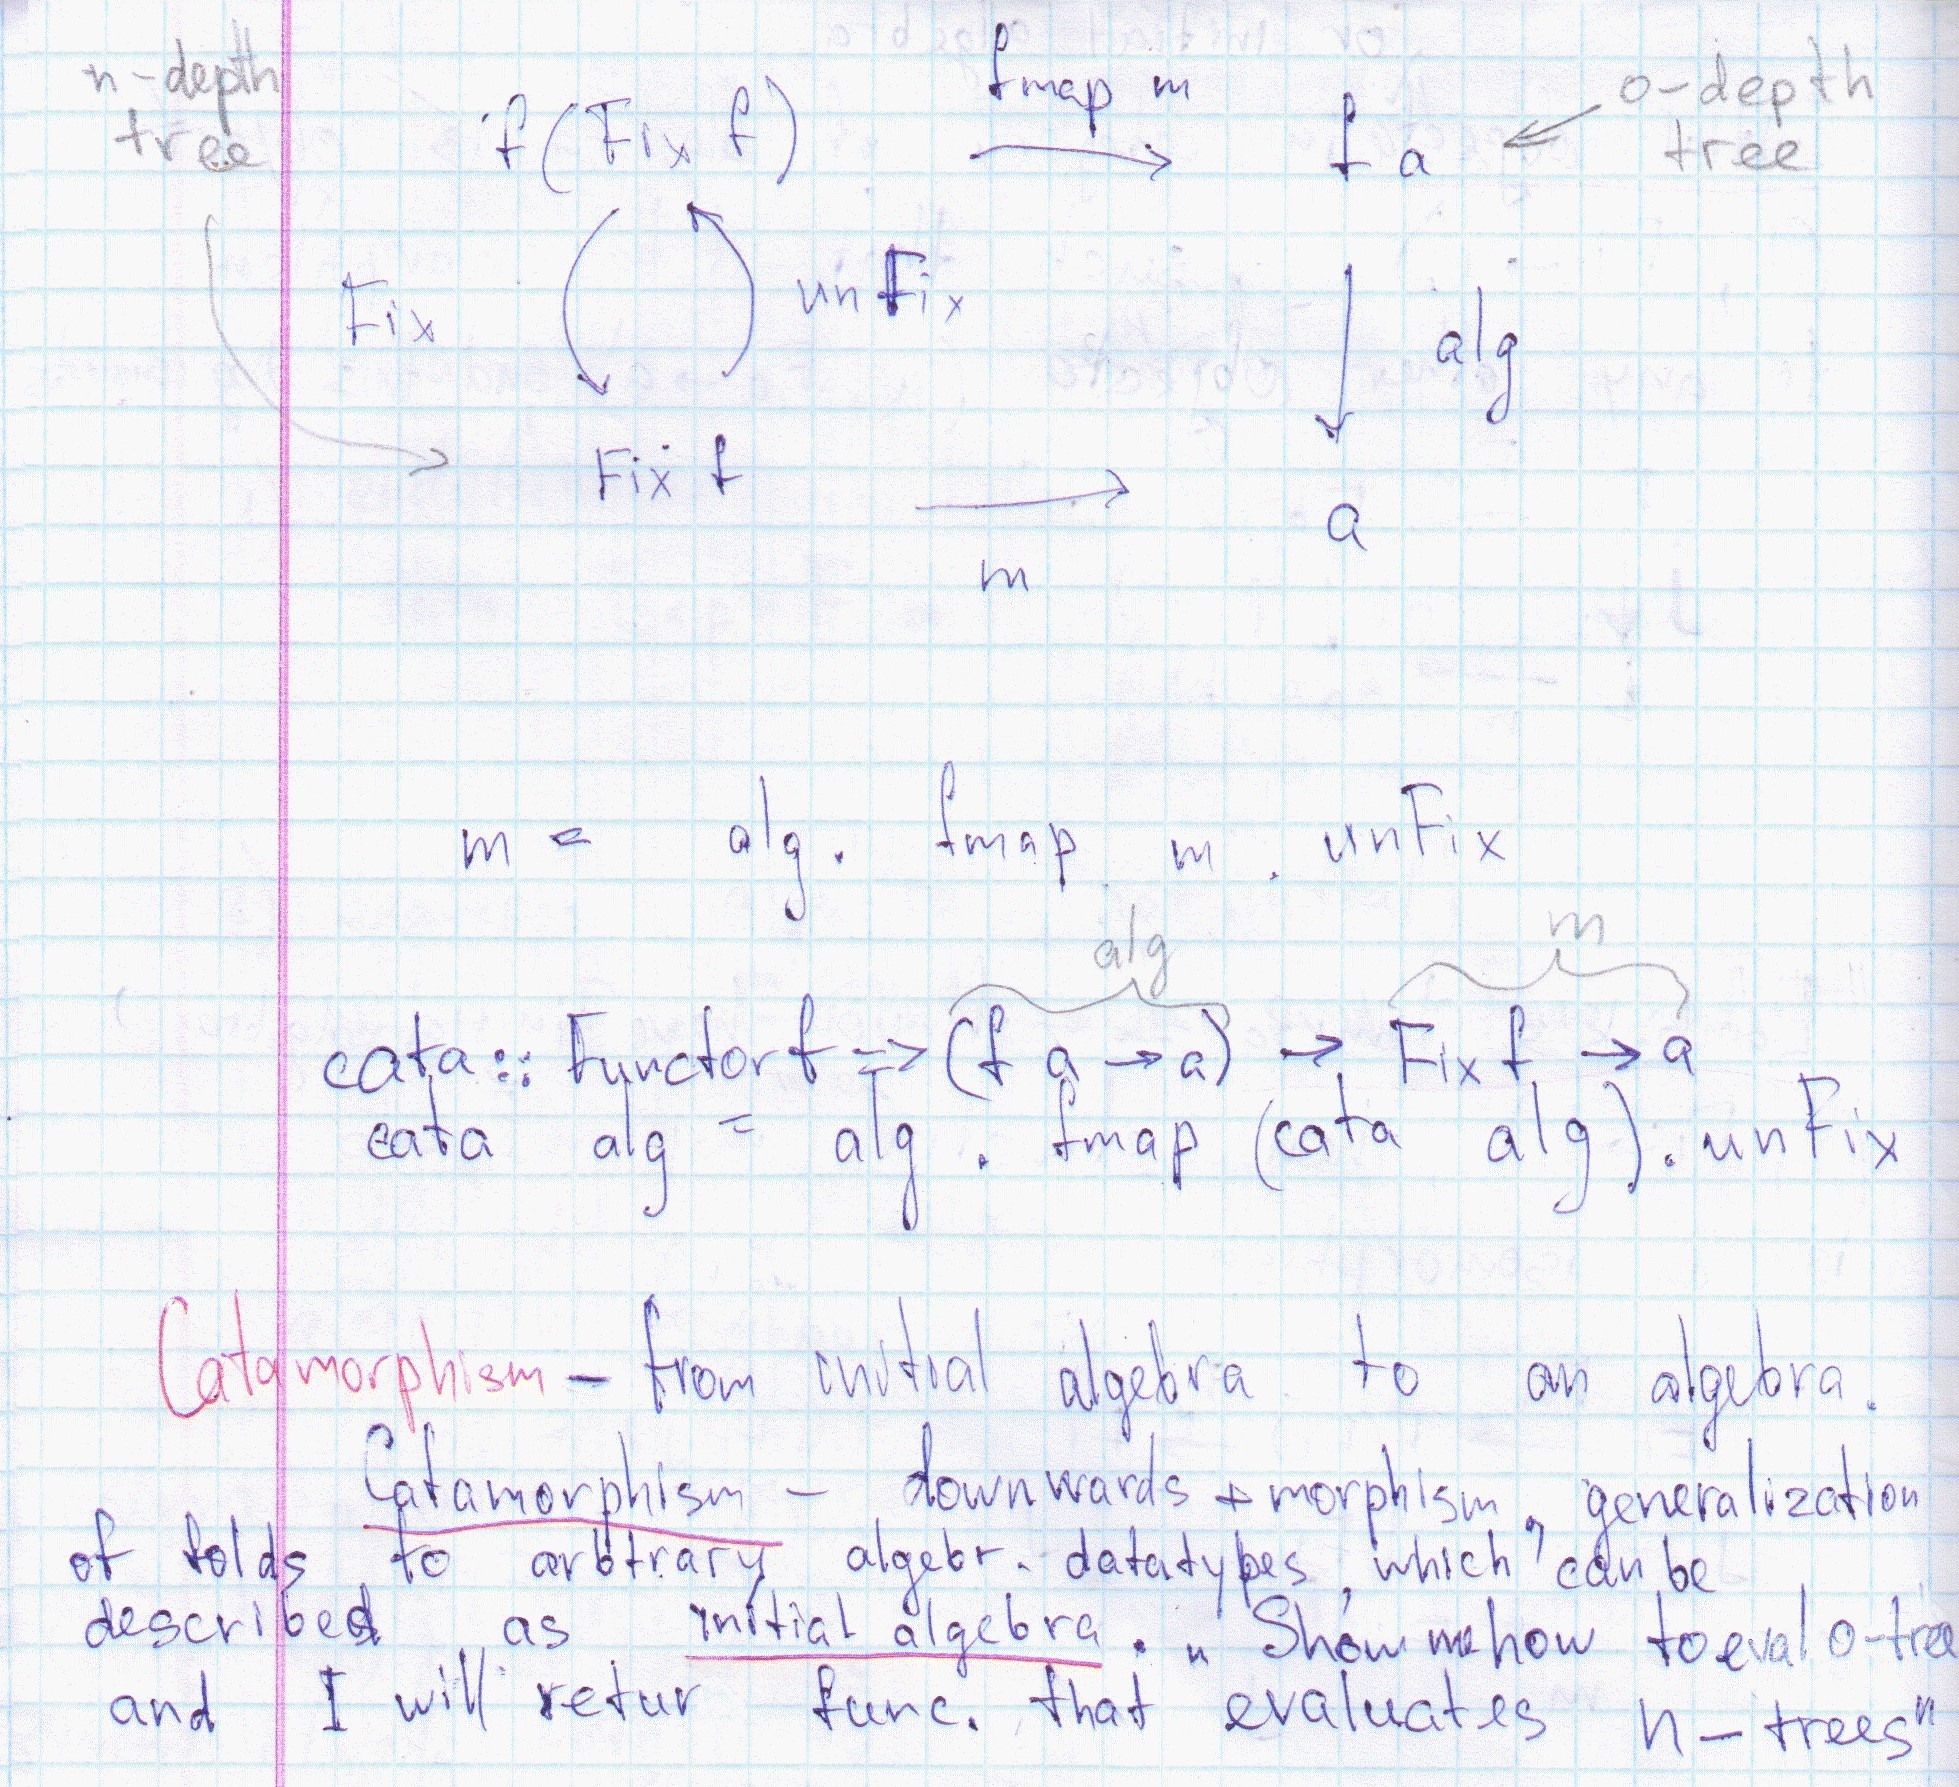 n-depth
tree
f(Fix f)
fmap m
f a
0-depth
tree
Fix
unFix
alg
Fix f
m
a
m = alg . fmap m . unFix
alg
m
cata :: Functor f => (f a → a) → Fix f → a
cata alg = alg . fmap (cata alg) . unFix
Catamorphism – from initial algebra to an algebra.
Catamorphism – downwards + morphism, generalization
of folds to arbtrary algebr. datatypes, which can be
described as initial algebra. „Show me how to eval 0-tree
and I will retur func. that evaluates n-trees"